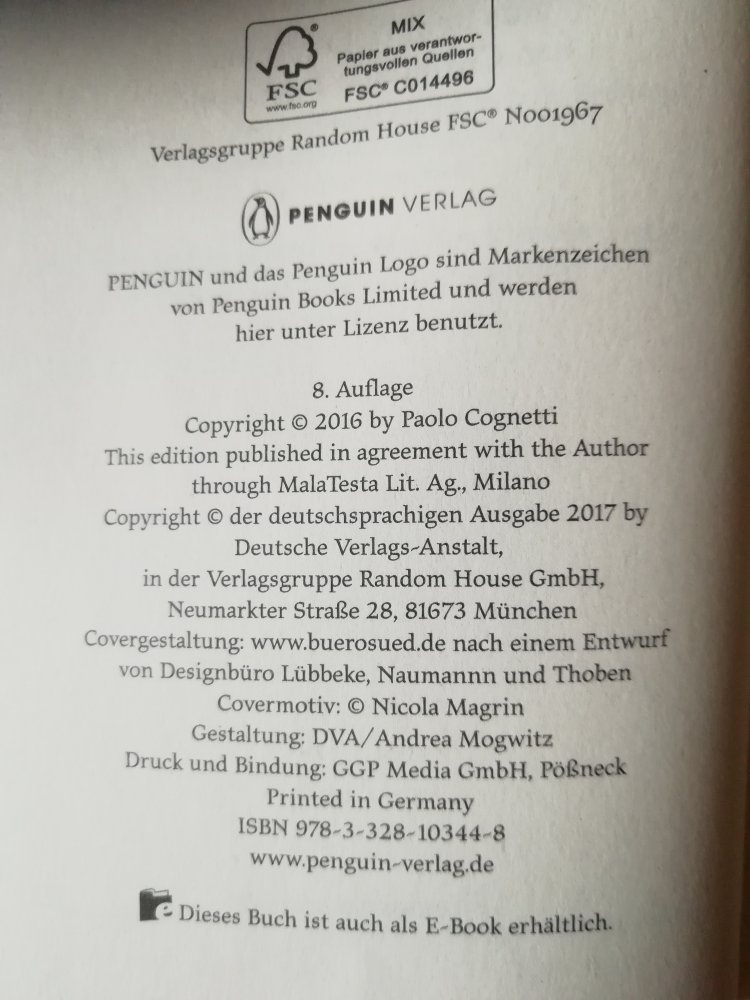 MIX
Papier aus verantwor-
tungsvollen Quellen
FSC® C014496
FSC
www.fsc.org
Verlagsgruppe Random House FSC® N001967
PENGUIN VERLAG
PENGUIN und das Penguin Logo sind Markenzeichen
von Penguin Books Limited und werden
hier unter Lizenz benutzt.
8. Auflage
Copyright © 2016 by Paolo Cognetti
This edition published in agreement with the Author
through MalaTesta Lit. Ag., Milano
Copyright © der deutschsprachigen Ausgabe 2017 by
Deutsche Verlags-Anstalt,
in der Verlagsgruppe Random House GmbH,
Neumarkter Straße 28, 81673 München
Covergestaltung: www.buerosued.de nach einem Entwurf
von Designbüro Lübbeke, Naumannn und Thoben
Covermotiv: © Nicola Magrin
Gestaltung: DVA/Andrea Mogwitz
Druck und Bindung: GGP Media GmbH, Pößneck
Printed in Germany
ISBN 978-3-328-10344-8
www.penguin-verlag.de
e Dieses Buch ist auch als E-Book erhältlich.